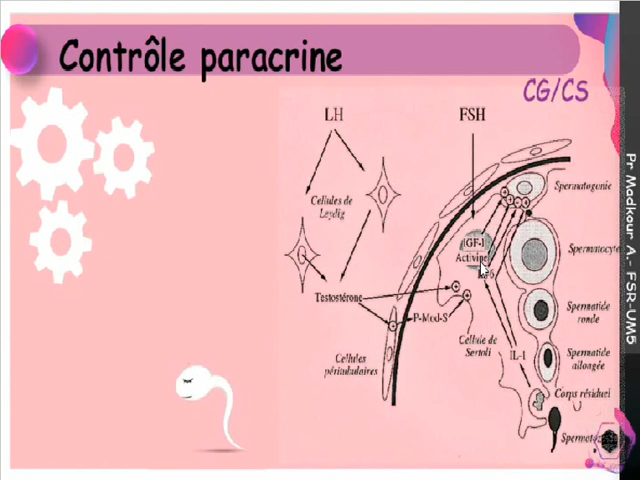 Contrôle paracrine
CG/CS
LH
FSH
Spermatogonie
Cellules de
Leydig
IGF-I
Activine
Spermatocyte
Testostérone
P-Mod-S
Spermatide
ronde
Cellule de
Sertoli
IL-1
Spermatide
allongée
Cellules
péritubulaires
Corps résiduel
Pr Madkour A.- FSR-UM5